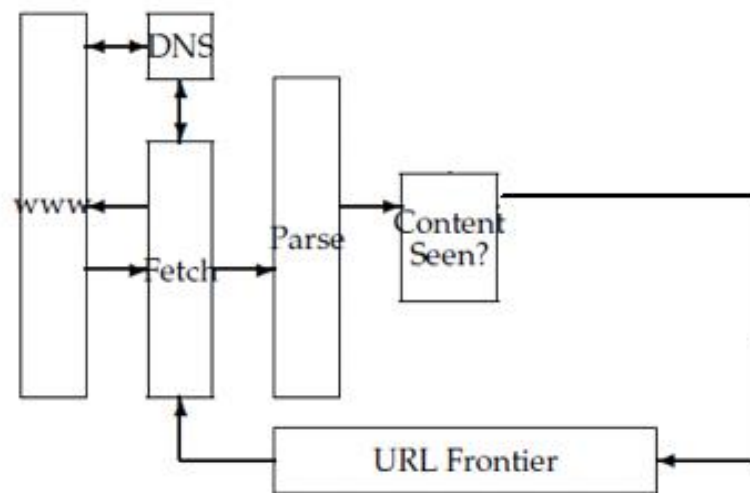 DNS
www
Fetch
Parse
Content
Seen?
URL Frontier